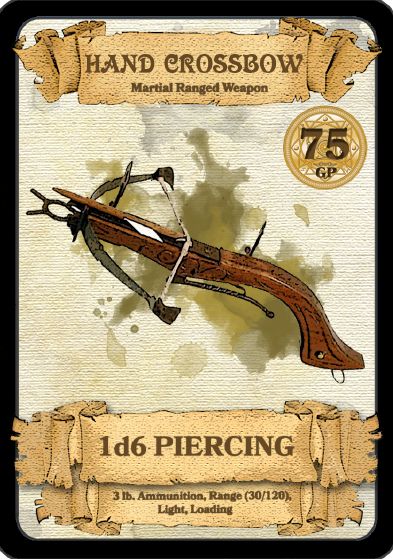 HAND CROSSBOW
Martial Ranged Weapon
75
GP
1d6 PIERCING
3 lb. Ammunition, Range (30/120),
Light, Loading